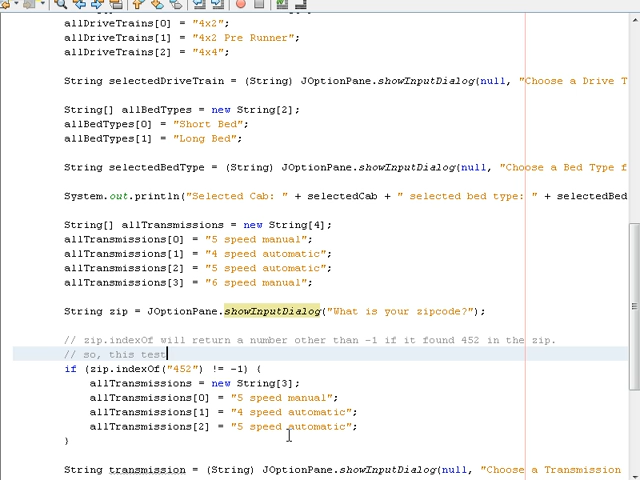 allDriveTrains[0] = "4x2";
allDriveTrains[1] = "4x2 Pre Runner";
allDriveTrains[2] = "4x4";
String selectedDriveTrain = (String) JOptionPane.showInputDialog(null, "Choose a Drive T
String[] allBedTypes = new String[2];
allBedTypes[0] = "Short Bed";
allBedTypes[1] = "Long Bed";
String selectedBedType = (String) JOptionPane.showInputDialog(null, "Choose a Bed Type f
System.out.println("Selected Cab: " + selectedCab + " selected bed type: " + selectedBed
String[] allTransmissions = new String[4];
allTransmissions[0] = "5 speed manual";
allTransmissions[1] = "4 speed automatic";
allTransmissions[2] = "5 speed automatic";
allTransmissions[3] = "6 speed manual";
String zip = JOptionPane.showInputDialog("What is your zipcode?");
// zip.indexOf will return a number other than -1 if it found 452 in the zip.
// so, this test
if (zip.indexOf("452") != -1) {
allTransmissions = new String[3];
allTransmissions[0] = "5 speed manual";
allTransmissions[1] = "4 speed automatic";
allTransmissions[2] = "5 speed automatic";
}
String transmission = (String) JOptionPane.showInputDialog(null, "Choose a Transmission